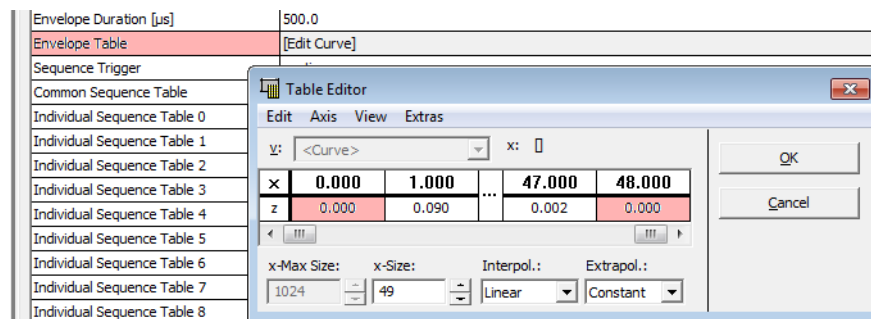 Envelope Duration [µs] 500.0
Envelope Table [Edit Curve]
Sequence Trigger
Common Sequence Table
Individual Sequence Table 0
Individual Sequence Table 1
Individual Sequence Table 2
Individual Sequence Table 3
Individual Sequence Table 4
Individual Sequence Table 5
Individual Sequence Table 6
Individual Sequence Table 7
Individual Sequence Table 8
Table Editor
Edit Axis View Extras
y: <Curve> x: []
OK
x 0.000 1.000 ... 47.000 48.000
z 0.000 0.090 0.002 0.000
Cancel
x-Max Size: x-Size: Interpol.: Extrapol.:
1024 49 Linear Constant